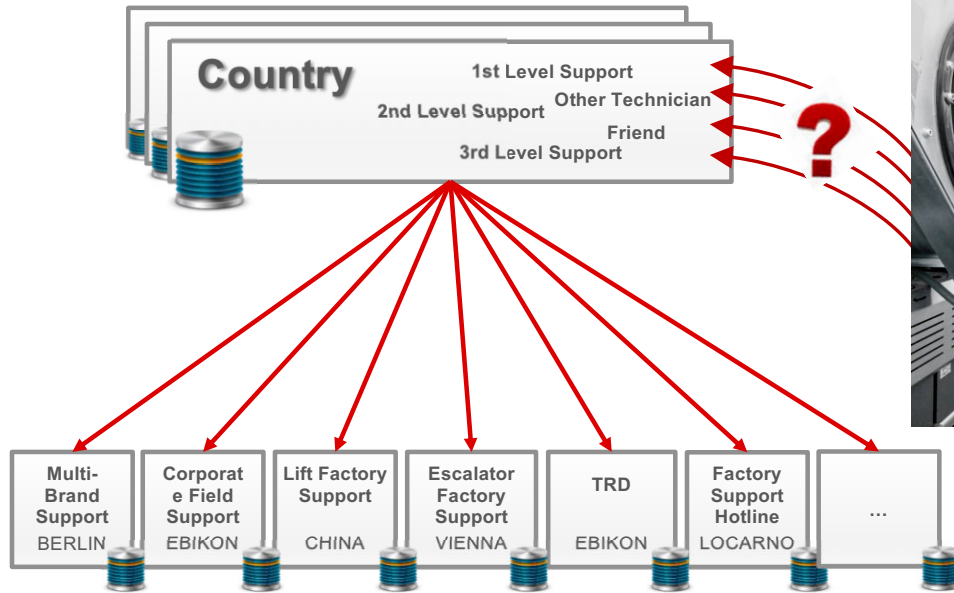 Country
1st Level Support
Other Technician
2nd Level Support
Friend
3rd Level Support
?
Multi-
Brand
Support
BERLIN
Corporat
e Field
Support
EBIKON
Lift Factory
Support
CHINA
Escalator
Factory
Support
VIENNA
TRD
EBIKON
Factory
Support
Hotline
LOCARNO
...